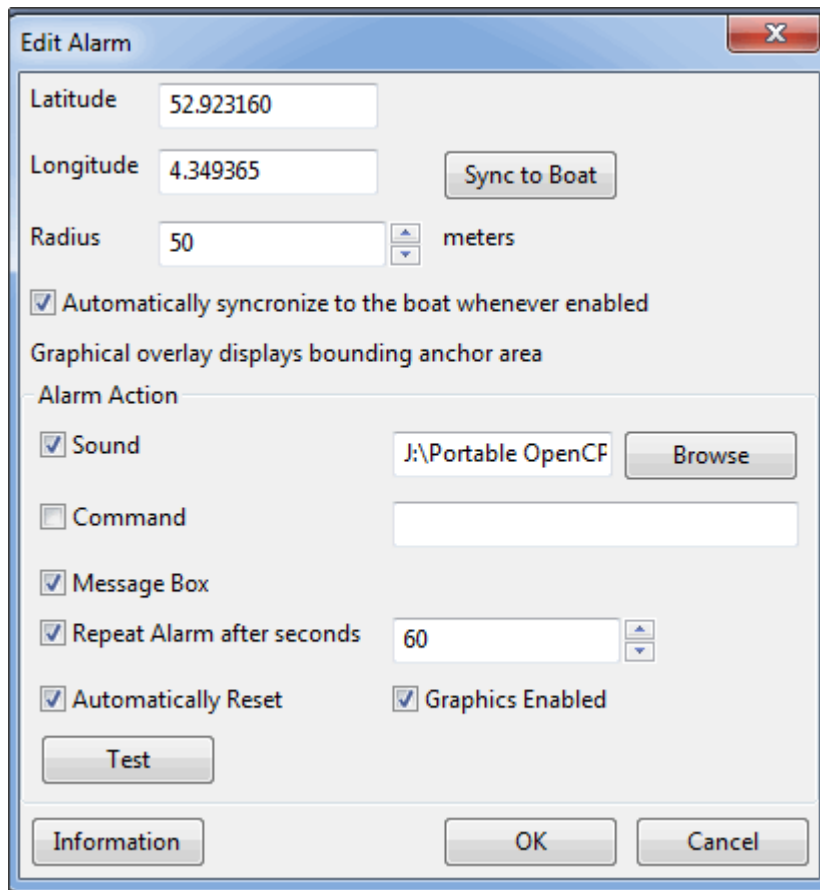 Edit Alarm
Latitude 52.923160
Longitude 4.349365 Sync to Boat
Radius 50 meters
Automatically syncronize to the boat whenever enabled
Graphical overlay displays bounding anchor area
Alarm Action
Sound J:\Portable OpenCP Browse
Command
Message Box
Repeat Alarm after seconds 60
Automatically Reset Graphics Enabled
Test
Information OK Cancel